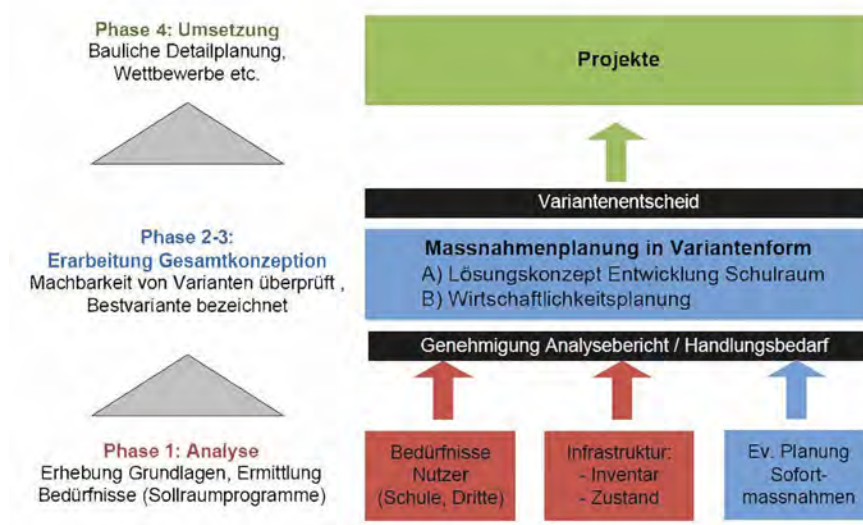 Phase 4: Umsetzung
Bauliche Detailplanung,
Wettbewerbe etc.
Projekte
Variantenentscheid
Phase 2-3:
Erarbeitung Gesamtkonzeption
Machbarkeit von Varianten überprüft ,
Bestvariante bezeichnet
Massnahmenplanung in Variantenform
A) Lösungskonzept Entwicklung Schulraum
B) Wirtschaftlichkeitsplanung
Genehmigung Analysebericht / Handlungsbedarf
Phase 1: Analyse
Erhebung Grundlagen, Ermittlung
Bedürfnisse (Sollraumprogramme)
Bedürfnisse
Nutzer
(Schule, Dritte)
Infrastruktur:
- Inventar
- Zustand
Ev. Planung
Sofort-
massnahmen